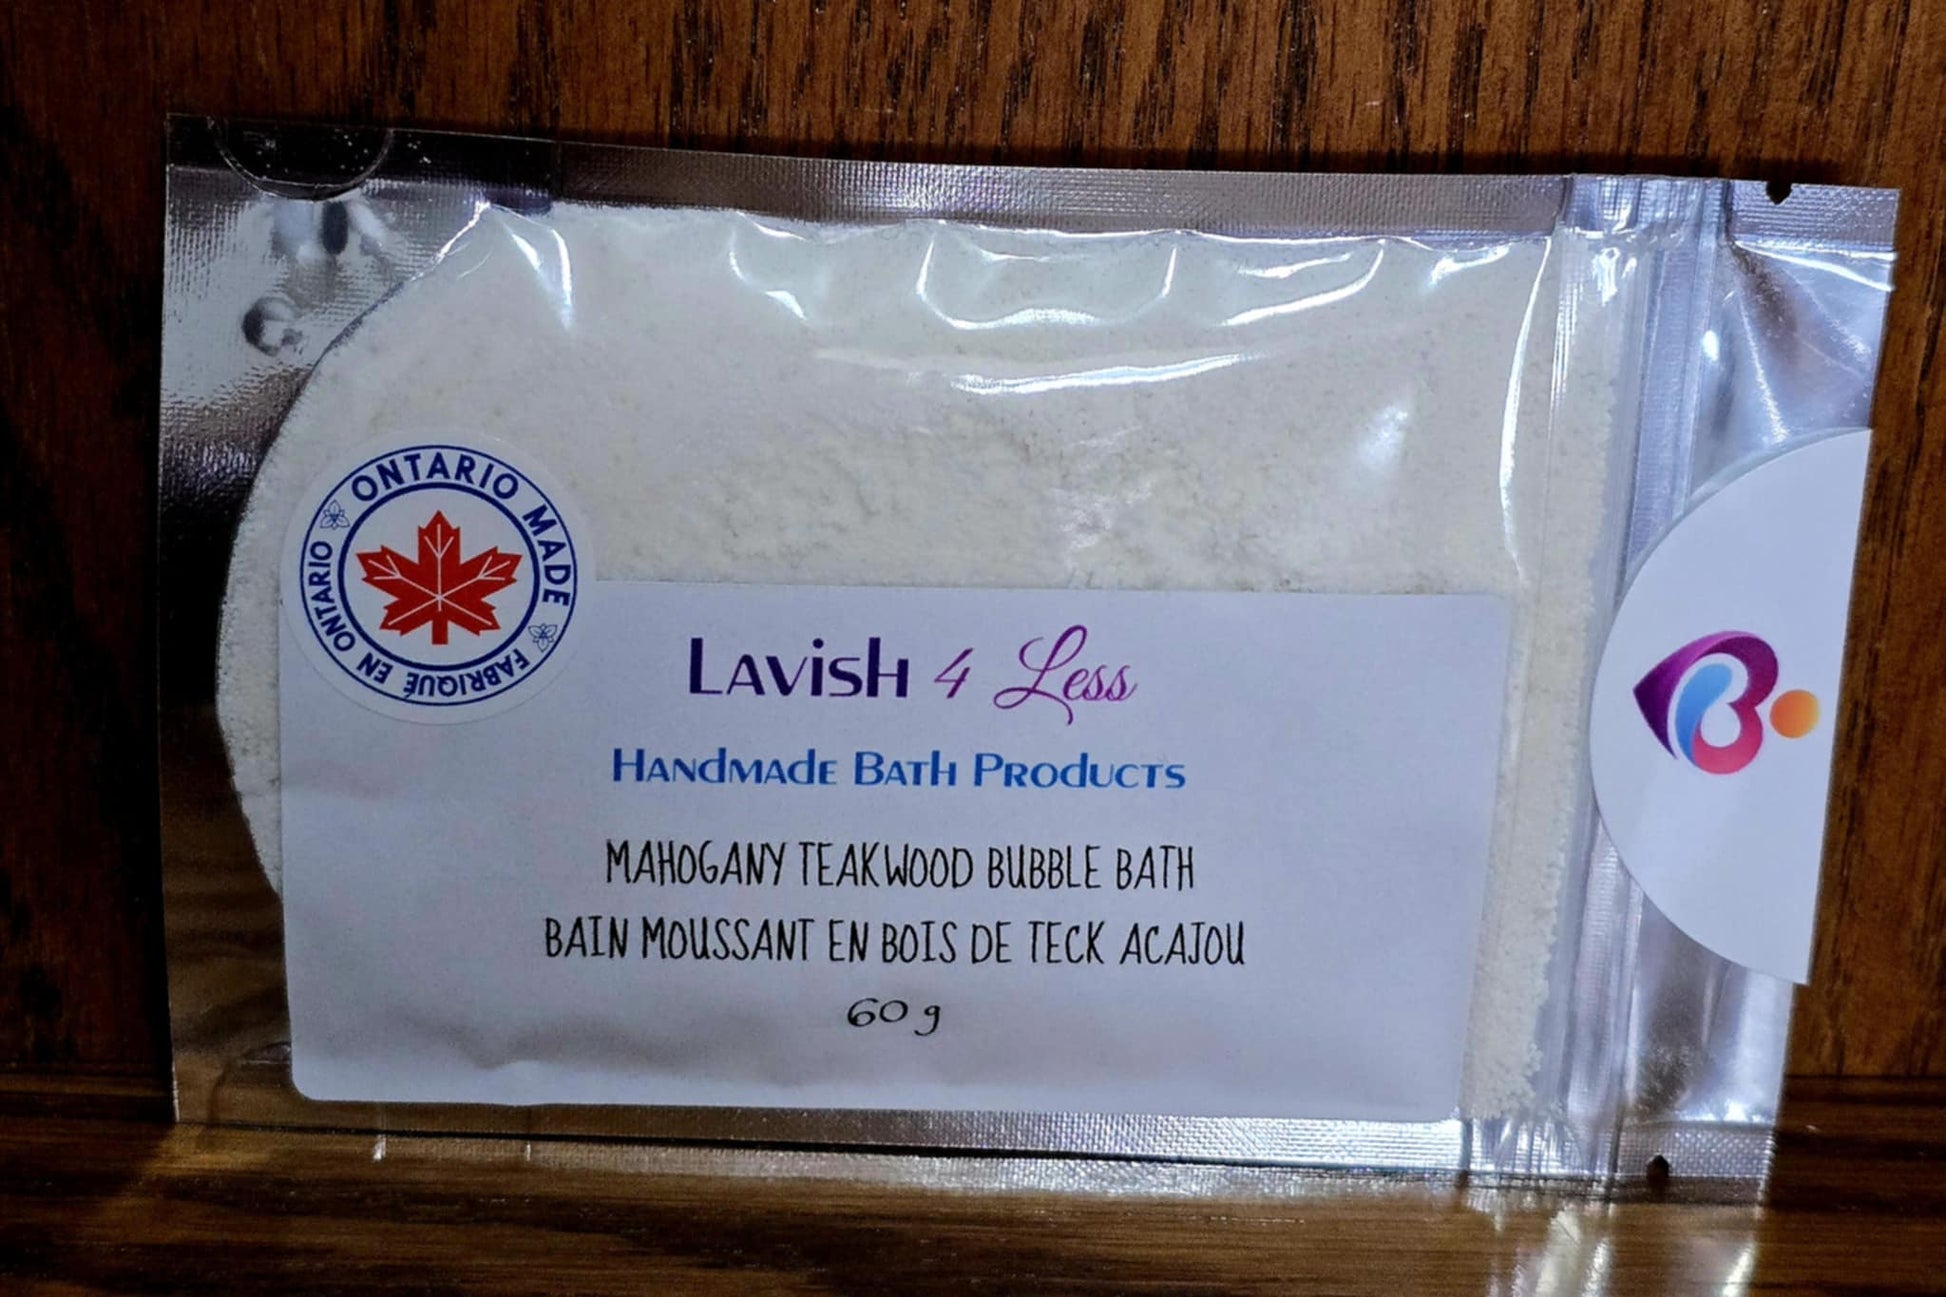 ONTARIO MADE
FABRIQUÉ EN ONTARIO
Lavish 4 Less
Handmade Bath Products
MAHOGANY TEAKWOOD BUBBLE BATH
BAIN MOUSSANT EN BOIS DE TECK ACAJOU
60 g